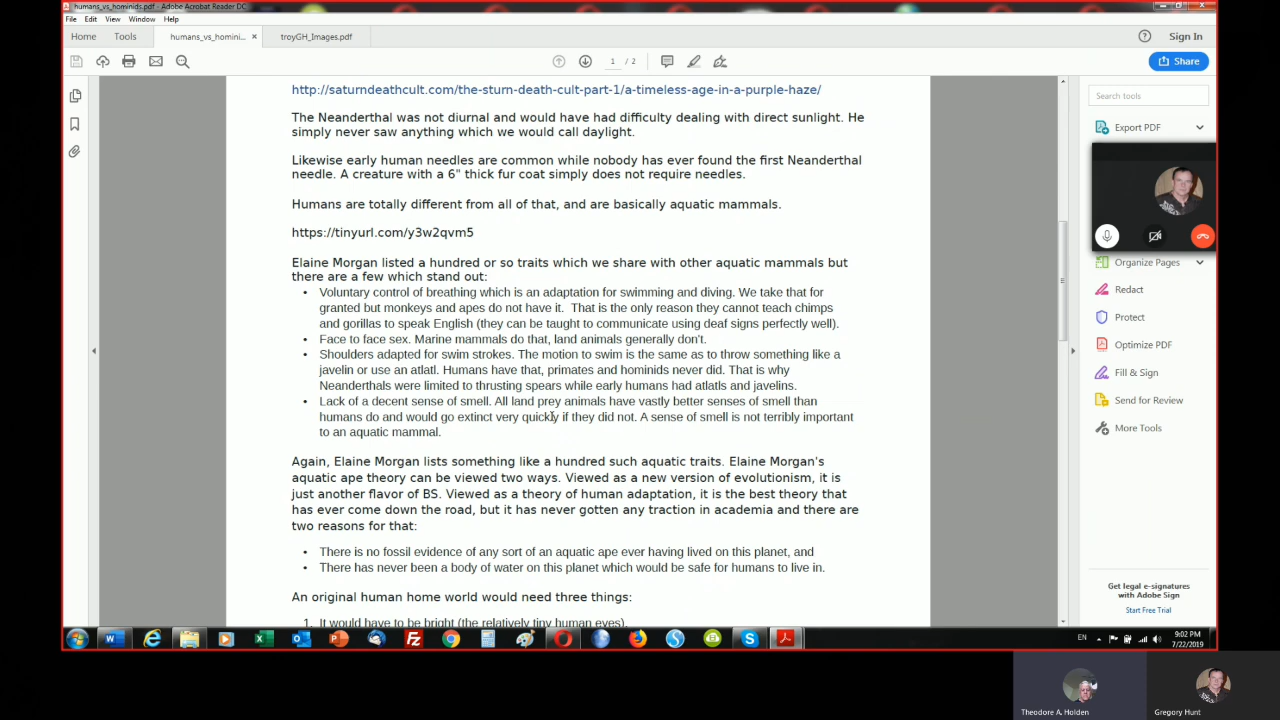 humans_vs_hominids.pdf - Adobe Acrobat Reader DC
File Edit View Window Help
Home Tools humans_vs_homini... × troyGH_Images.pdf Sign In
1 / 2 Share
http://saturndeathcult.com/the-sturn-death-cult-part-1/a-timeless-age-in-a-purple-haze/
The Neanderthal was not diurnal and would have had difficulty dealing with direct sunlight. He
simply never saw anything which we would call daylight.
Likewise early human needles are common while nobody has ever found the first Neanderthal
needle. A creature with a 6" thick fur coat simply does not require needles.
Humans are totally different from all of that, and are basically aquatic mammals.
https://tinyurl.com/y3w2qvm5
Elaine Morgan listed a hundred or so traits which we share with other aquatic mammals but
there are a few which stand out:
• Voluntary control of breathing which is an adaptation for swimming and diving. We take that for
granted but monkeys and apes do not have it. That is the only reason they cannot teach chimps
and gorillas to speak English (they can be taught to communicate using deaf signs perfectly well).
• Face to face sex. Marine mammals do that, land animals generally don't.
• Shoulders adapted for swim strokes. The motion to swim is the same as to throw something like a
javelin or use an atlatl. Humans have that, primates and hominids never did. That is why
Neanderthals were limited to thrusting spears while early humans had atlatls and javelins.
• Lack of a decent sense of smell. All land prey animals have vastly better senses of smell than
humans do and would go extinct very quickly if they did not. A sense of smell is not terribly important
to an aquatic mammal.
Again, Elaine Morgan lists something like a hundred such aquatic traits. Elaine Morgan's
aquatic ape theory can be viewed two ways. Viewed as a new version of evolutionism, it is
just another flavor of BS. Viewed as a theory of human adaptation, it is the best theory that
has ever come down the road, but it has never gotten any traction in academia and there are
two reasons for that:
• There is no fossil evidence of any sort of an aquatic ape ever having lived on this planet, and
• There has never been a body of water on this planet which would be safe for humans to live in.
An original human home world would need three things:
1. It would have to be bright (the relatively tiny human eyes).
Search tools
Export PDF
Organize Pages
Redact
Protect
Optimize PDF
Fill & Sign
Send for Review
More Tools
Get legal e-signatures
with Adobe Sign
Start Free Trial
EN
9:02 PM
7/22/2019
Theodore A. Holden
Gregory Hunt